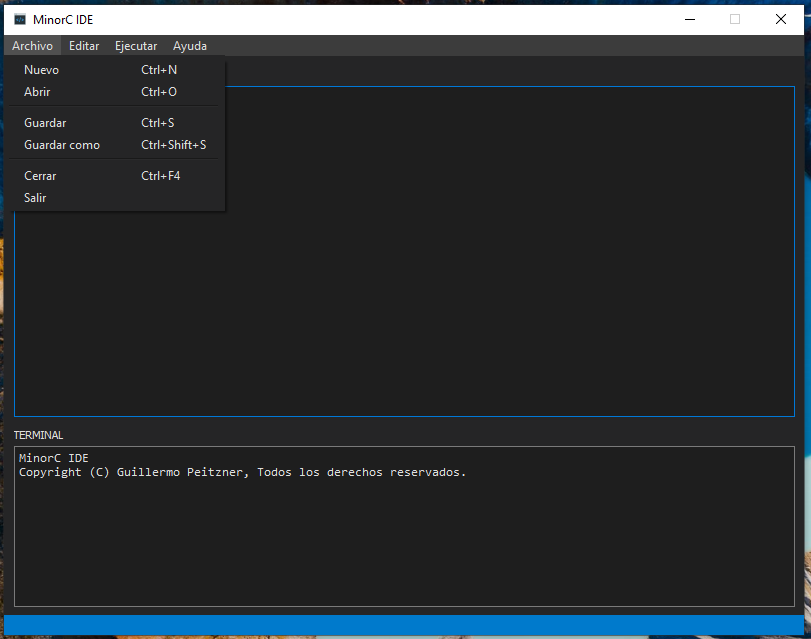 MinorC IDE
Archivo Editar Ejecutar Ayuda
Nuevo Ctrl+N
Abrir Ctrl+O
Guardar Ctrl+S
Guardar como Ctrl+Shift+S
Cerrar Ctrl+F4
Salir
TERMINAL
MinorC IDE
Copyright (C) Guillermo Peitzner, Todos los derechos reservados.